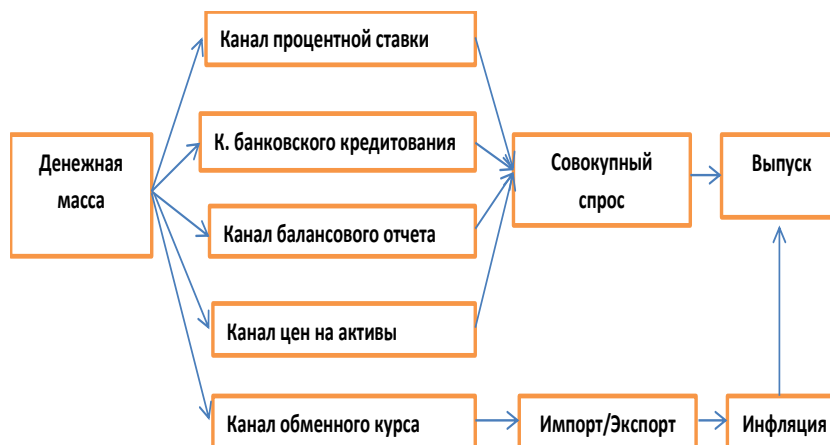 Канал процентной ставки
К. банковского кредитования
Денежная
масса
Совокупный
спрос
Выпуск
Канал балансового отчета
Канал цен на активы
Канал обменного курса
Импорт/Экспорт
Инфляция